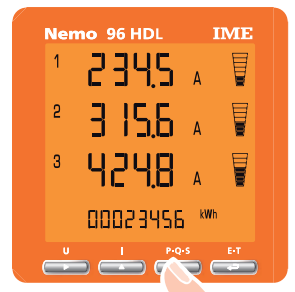 Nemo 96 HDL IME
1 234.5 A
2 315.6 A
3 424.8 A
00023456 kWh
U I P·Q·S E·T